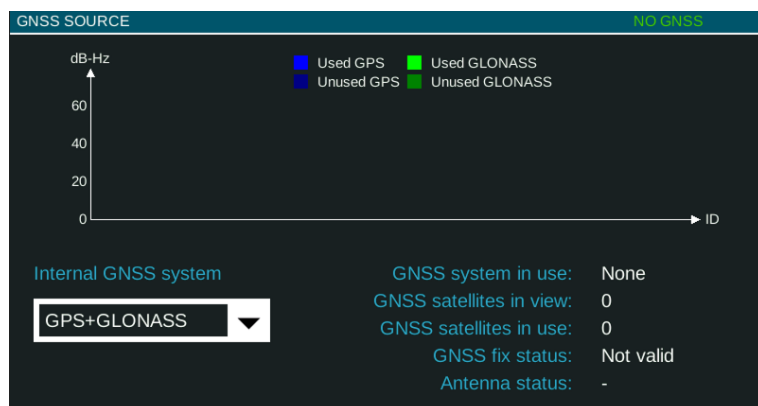 GNSS SOURCE NO GNSS
dB-Hz
Used GPS Used GLONASS
Unused GPS Unused GLONASS
60
40
20
0
ID
Internal GNSS system
GPS+GLONASS
GNSS system in use: None
GNSS satellites in view: 0
GNSS satellites in use: 0
GNSS fix status: Not valid
Antenna status: -